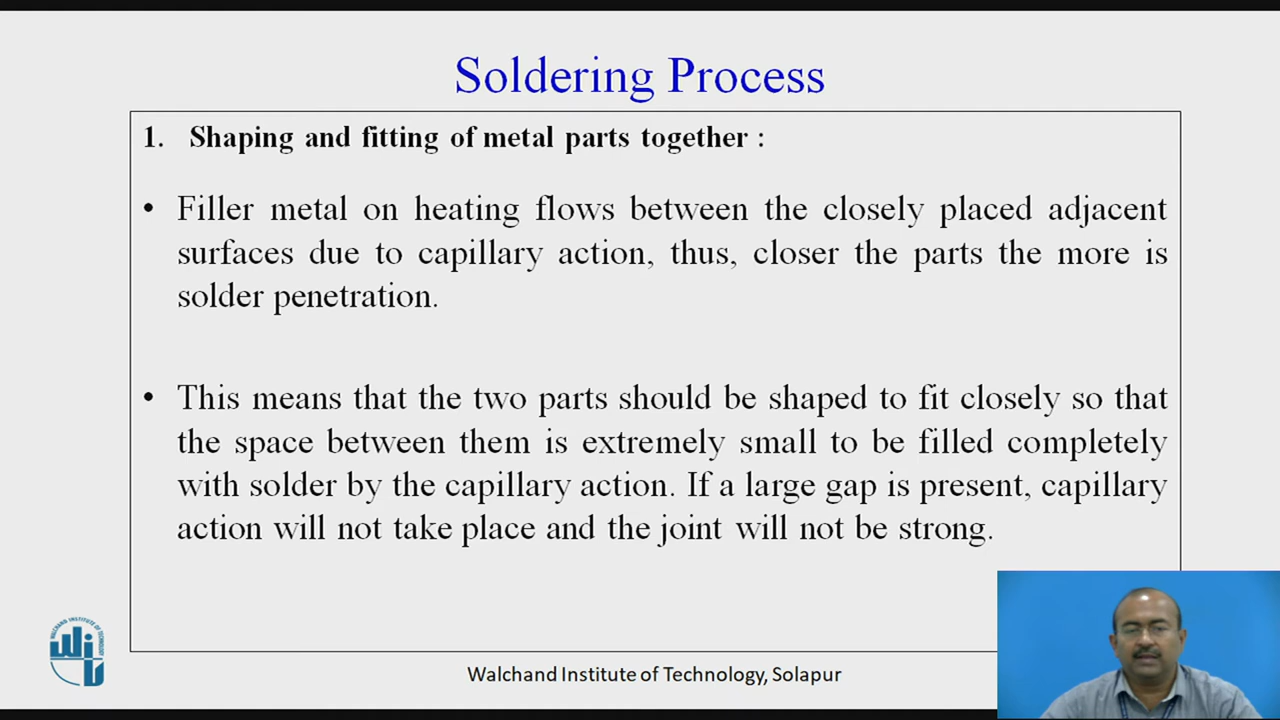 Soldering Process
1. Shaping and fitting of metal parts together :
• Filler metal on heating flows between the closely placed adjacent
surfaces due to capillary action, thus, closer the parts the more is
solder penetration.
• This means that the two parts should be shaped to fit closely so that
the space between them is extremely small to be filled completely
with solder by the capillary action. If a large gap is present, capillary
action will not take place and the joint will not be strong.
WALCHAND INSTITUTE OF TECHNOLOGY
Walchand Institute of Technology, Solapur